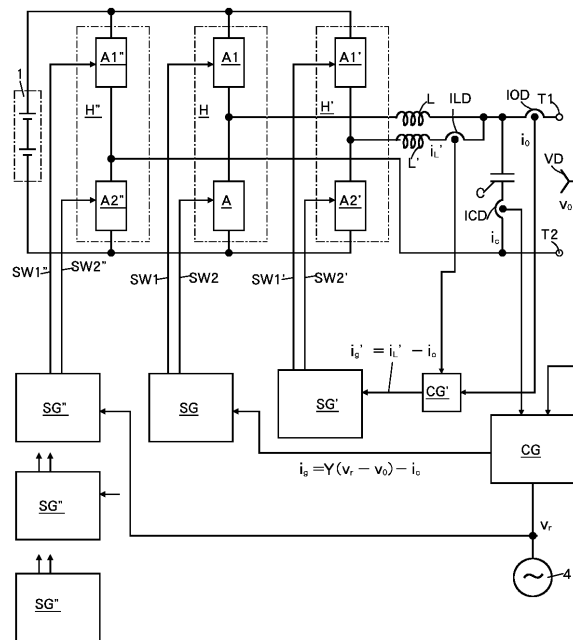 1
A1"
A1
A1'
H"
H
H'
A2"
A
A2'
L
ILD
IOD
T1
L'
iL'
i0
C
ICD
VD
v0
ic
T2
SW1"
SW2"
SW1
SW2
SW1'
SW2'
ig' = iL' − io
SG"
SG
SG'
CG'
CG
ig = Y(vr − v0) − ic
SG"
vr
4
SG"